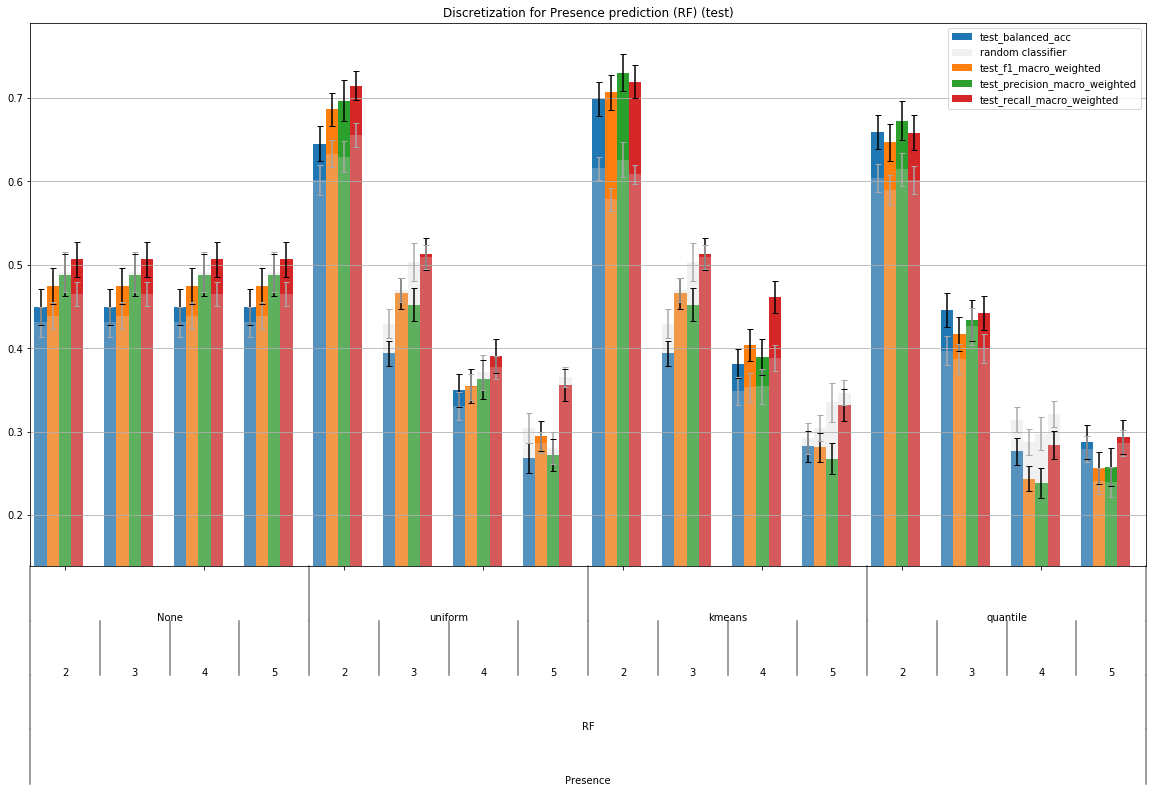 Discretization for Presence prediction (RF) (test)
test_balanced_acc
random classifier
test_f1_macro_weighted
test_precision_macro_weighted
test_recall_macro_weighted
0.7
0.6
0.5
0.4
0.3
0.2
None uniform kmeans quantile
2 3 4 5 2 3 4 5 2 3 4 5 2 3 4 5
RF
Presence